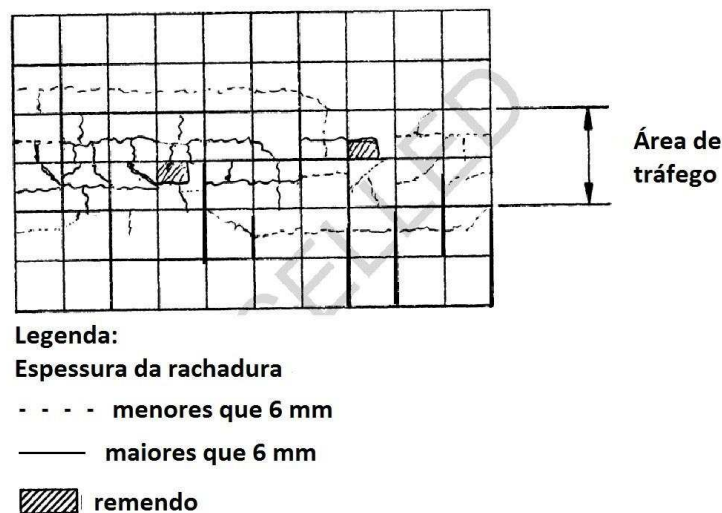 Área de
tráfego
Legenda:
Espessura da rachadura
menores que 6 mm
maiores que 6 mm
remendo